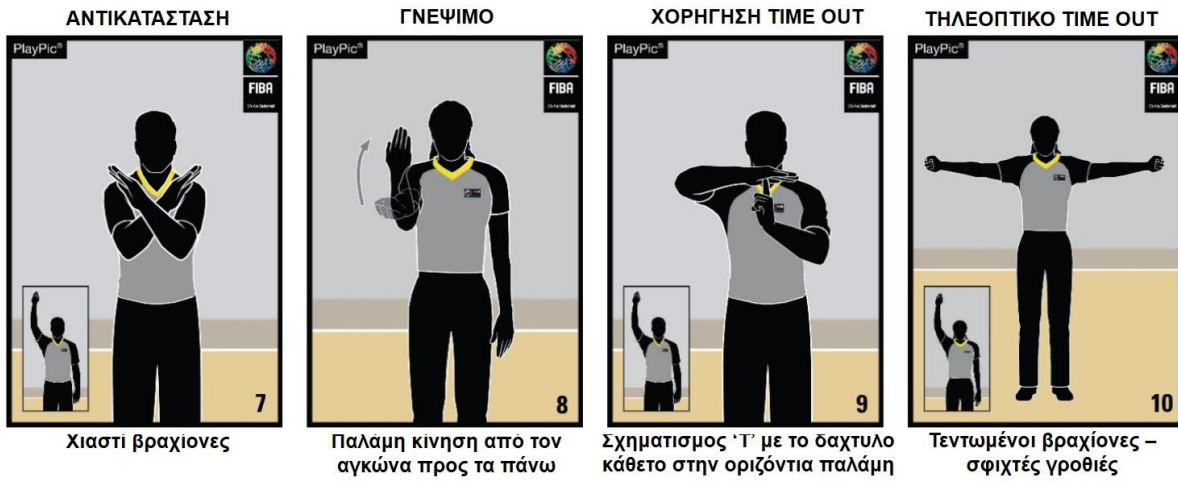 ΑΝΤΙΚΑΤΑΣΤΑΣΗ
ΓΝΕΨΙΜΟ
ΧΟΡΗΓΗΣΗ TIME OUT
ΤΗΛΕΟΠΤΙΚΟ TIME OUT
PlayPic®
FIBA
7
PlayPic®
FIBA
8
PlayPic®
FIBA
9
PlayPic®
FIBA
10
Χιαστί βραχίονες
Παλάμη κίνηση από τον
αγκώνα προς τα πάνω
Σχηματισμος ‘Τ’ με το δαχτυλο
κάθετο στην οριζόντια παλάμη
Τεντωμένοι βραχίονες –
σφιχτές γροθιές